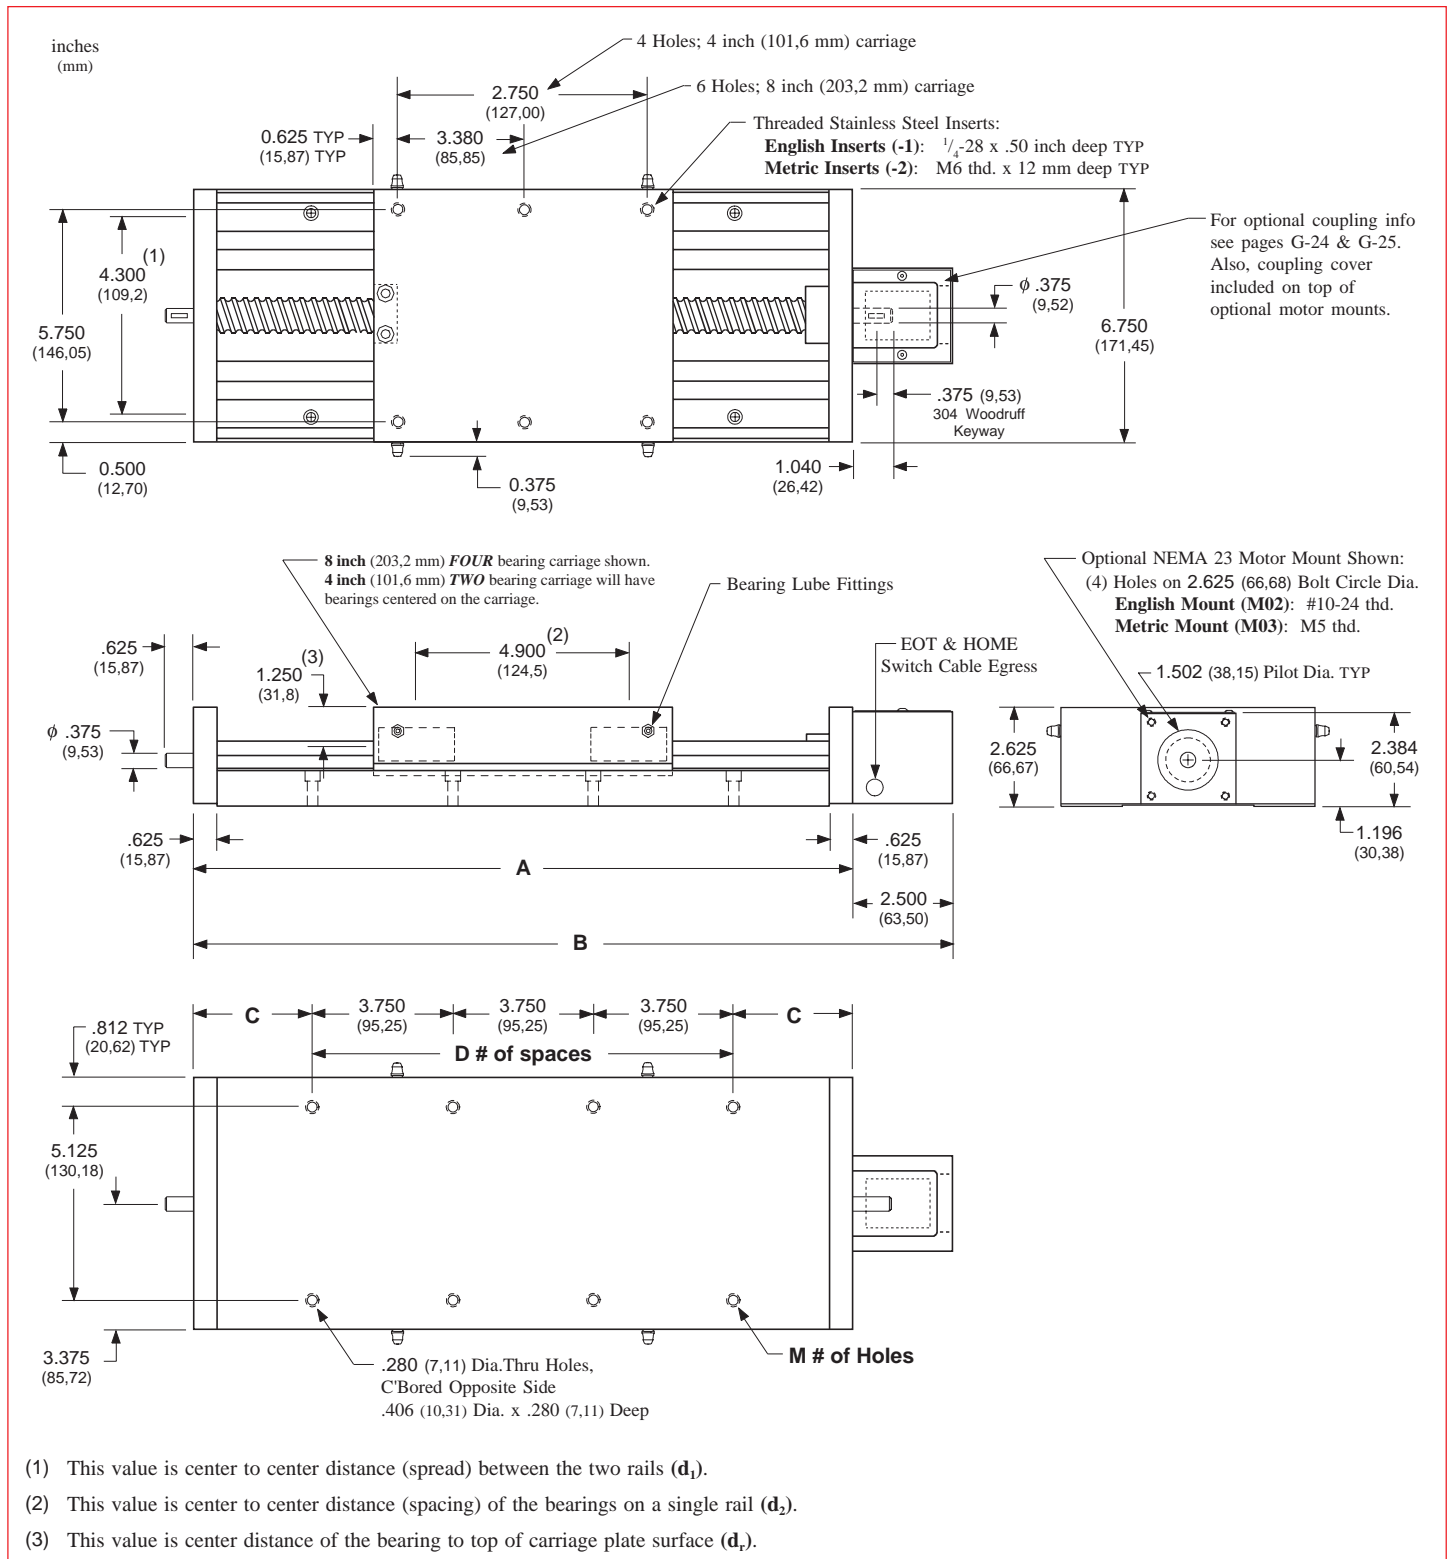 inches
(mm)
4 Holes; 4 inch (101,6 mm) carriage
2.750
(127,00)
6 Holes; 8 inch (203,2 mm) carriage
0.625 TYP
(15,87) TYP
3.380
(85,85)
Threaded Stainless Steel Inserts:
English Inserts (-1): 1/4-28 x .50 inch deep TYP
Metric Inserts (-2): M6 thd. x 12 mm deep TYP
For optional coupling info
see pages G-24 & G-25.
Also, coupling cover
included on top of
optional motor mounts.
(1)
4.300
(109,2)
5.750
(146,05)
ϕ .375
(9,52)
6.750
(171,45)
.375 (9,53)
304 Woodruff
Keyway
0.500
(12,70)
0.375
(9,53)
1.040
(26,42)
8 inch (203,2 mm) FOUR bearing carriage shown.
4 inch (101,6 mm) TWO bearing carriage will have
bearings centered on the carriage.
Bearing Lube Fittings
Optional NEMA 23 Motor Mount Shown:
(4) Holes on 2.625 (66,68) Bolt Circle Dia.
English Mount (M02): #10-24 thd.
Metric Mount (M03): M5 thd.
.625
(15,87)
(3)
1.250
(31,8)
(2)
4.900
(124,5)
EOT & HOME
Switch Cable Egress
1.502 (38,15) Pilot Dia. TYP
ϕ .375
(9,53)
2.625
(66,67)
2.384
(60,54)
.625
(15,87)
.625
(15,87)
1.196
(30,38)
A
2.500
(63,50)
B
C
3.750
(95,25)
3.750
(95,25)
3.750
(95,25)
C
.812 TYP
(20,62) TYP
D # of spaces
5.125
(130,18)
3.375
(85,72)
.280 (7,11) Dia.Thru Holes,
C'Bored Opposite Side
.406 (10,31) Dia. x .280 (7,11) Deep
M # of Holes
(1) This value is center to center distance (spread) between the two rails (d1).
(2) This value is center to center distance (spacing) of the bearings on a single rail (d2).
(3) This value is center distance of the bearing to top of carriage plate surface (dr).